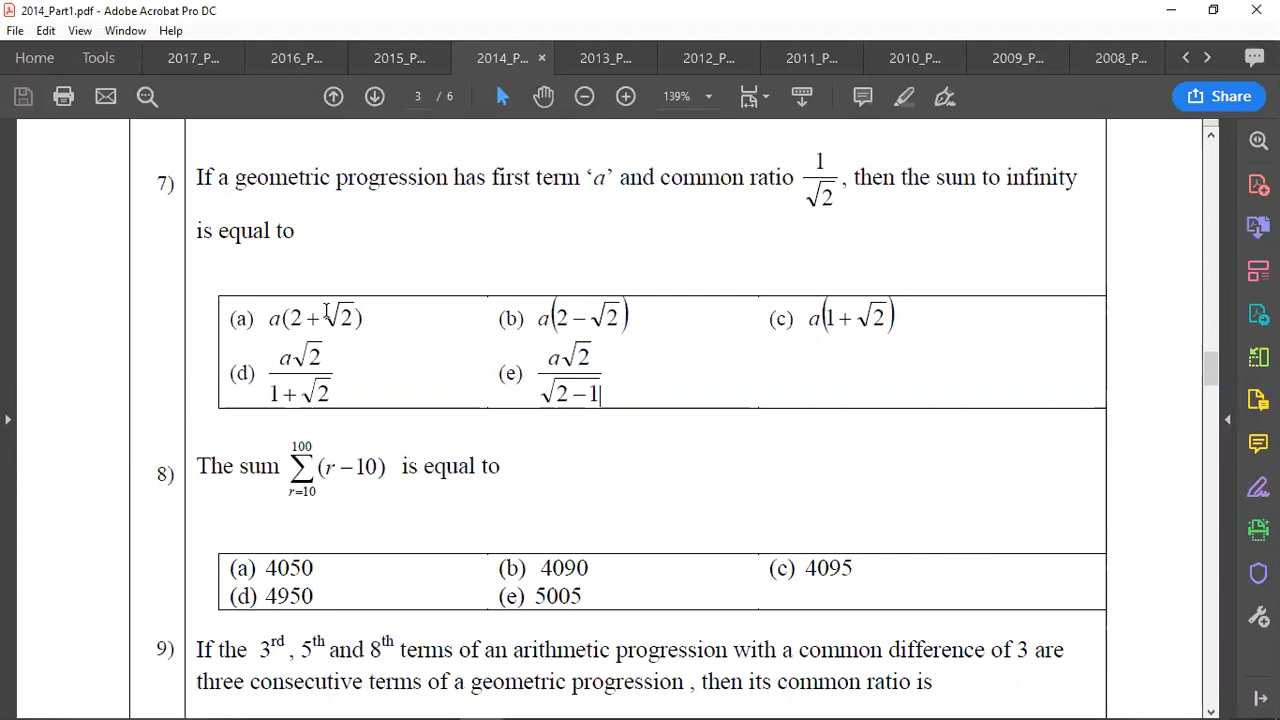 2014_Part1.pdf - Adobe Acrobat Pro DC
File Edit View Window Help
Home Tools 2017_P... 2016_P... 2015_P... 2014_P... × 2013_P... 2012_P... 2011_P... 2010_P... 2009_P... 2008_P...
3 / 6 139% Share
7) If a geometric progression has first term ‘a’ and common ratio 1/√2, then the sum to infinity
is equal to
(a) a(2+√2) (b) a(2−√2) (c) a(1+√2)
(d) a√2/(1+√2) (e) a√2/√(2−1)
8) The sum ∑_{r=10}^{100} (r−10) is equal to
(a) 4050 (b) 4090 (c) 4095
(d) 4950 (e) 5005
9) If the 3rd , 5th and 8th terms of an arithmetic progression with a common difference of 3 are
three consecutive terms of a geometric progression , then its common ratio is